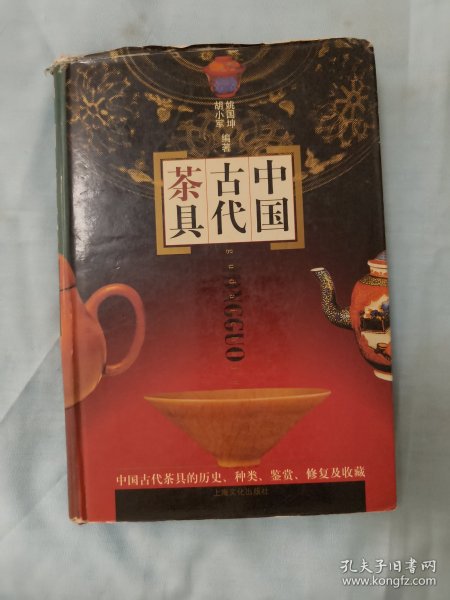 姚国坤
胡小军
编著
中国
古代
茶具
gudai
NGGUO
中国古代茶具的历史、种类、鉴赏、修复及收藏
上海文化出版社
孔夫子旧书网
www.kongfz.com